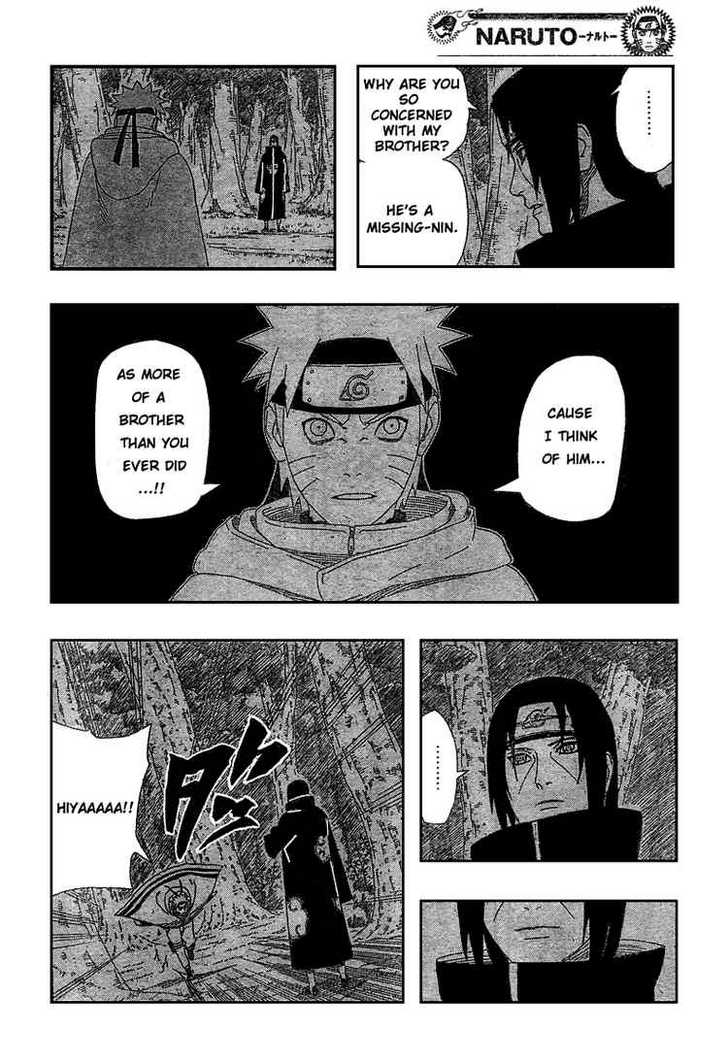 NARUTO-ナルト-
.........
WHY ARE YOU
SO
CONCERNED
WITH MY
BROTHER?
HE'S A
MISSING-NIN.
CAUSE
I THINK
OF HIM...
AS MORE
OF A
BROTHER
THAN YOU
EVER DID
...!!
.........
HIYAAAAA!!
ダッ